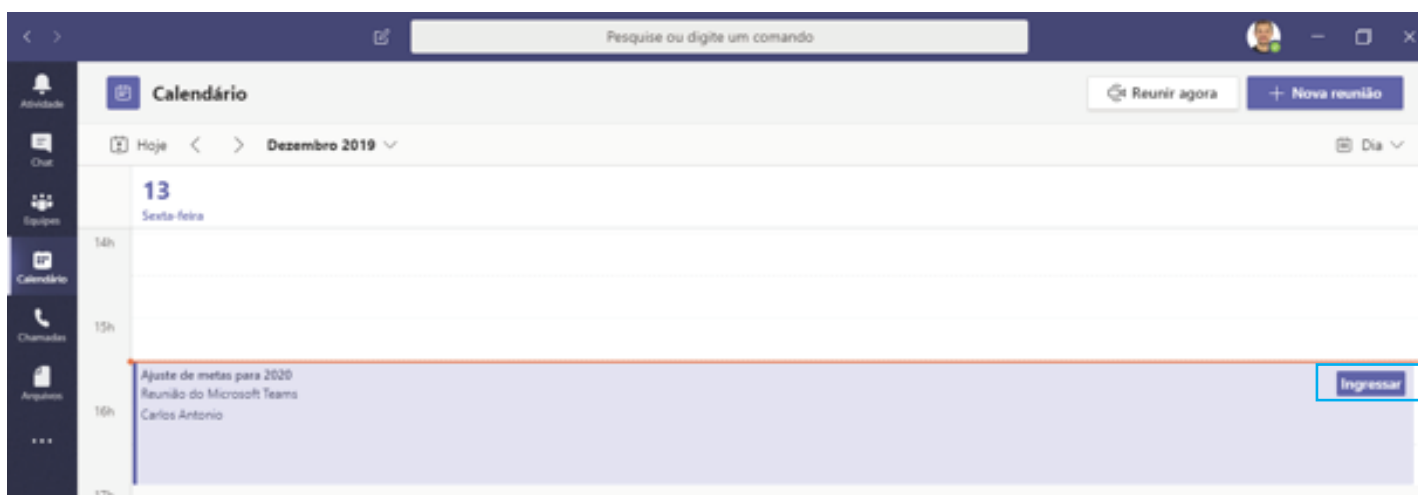 Pesquise ou digite um comando
Atividade
Chat
Equipes
Calendário
Chamadas
Arquivos
Calendário
Reunir agora
+ Nova reunião
Hoje
Dezembro 2019
Dia
13
Sexta-feira
14h
15h
Ajuste de metas para 2020
Reunião do Microsoft Teams
Carlos Antonio
Ingressar
16h
17h